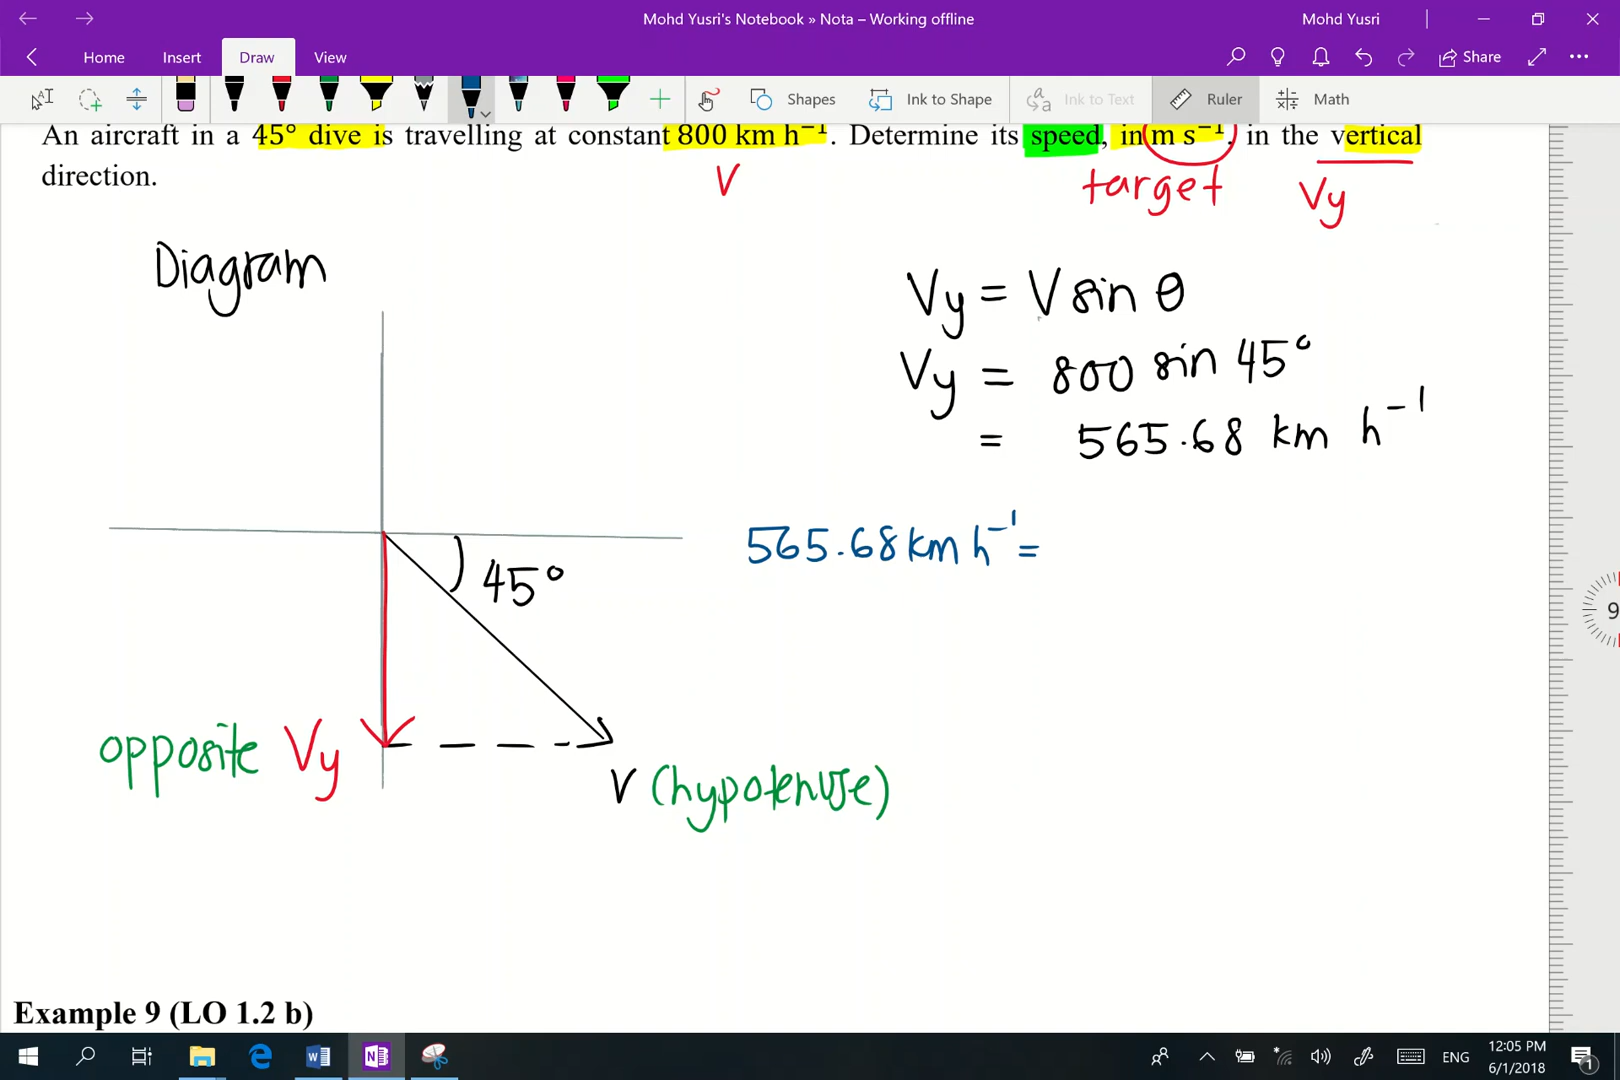 Mohd Yusri's Notebook » Nota – Working offline
Mohd Yusri
Home Insert Draw View
Share
Shapes Ink to Shape Ink to Text Ruler Math
An aircraft in a 45° dive is travelling at constant 800 km h⁻¹. Determine its speed, in m s⁻¹, in the vertical
direction.
V target Vy
Diagram
Vy = V sin θ
Vy = 800 sin 45°
= 565.68 km h⁻¹
565.68 km h⁻¹ =
45°
opposite Vy
V (hypotenuse)
9
Example 9 (LO 1.2 b)
ENG
12:05 PM
6/1/2018
1